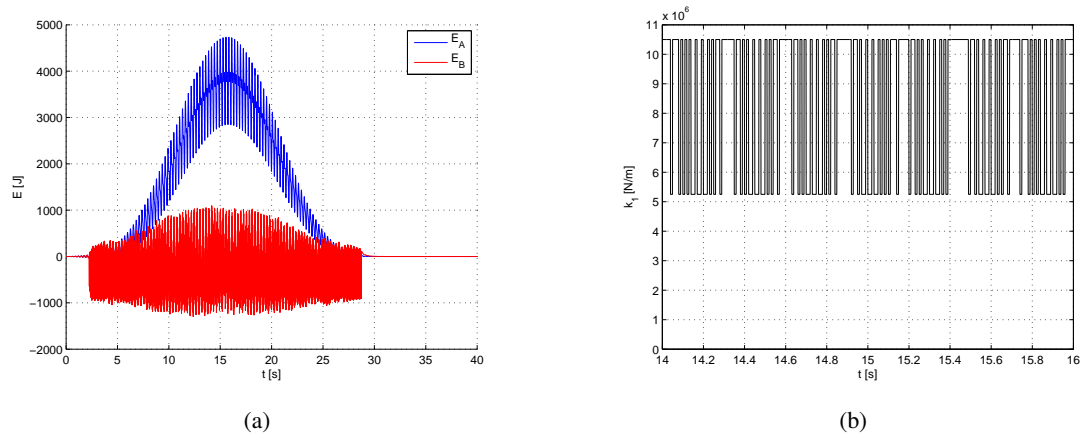 5000
4000
3000
2000
1000
0
−1000
−2000
E [J]
0 5 10 15 20 25 30 35 40
t [s]
E_A
E_B
(a)
x 10^6
11
10
9
8
7
6
5
4
3
2
1
0
k_1 [N/m]
14 14.2 14.4 14.6 14.8 15 15.2 15.4 15.6 15.8 16
t [s]
(b)